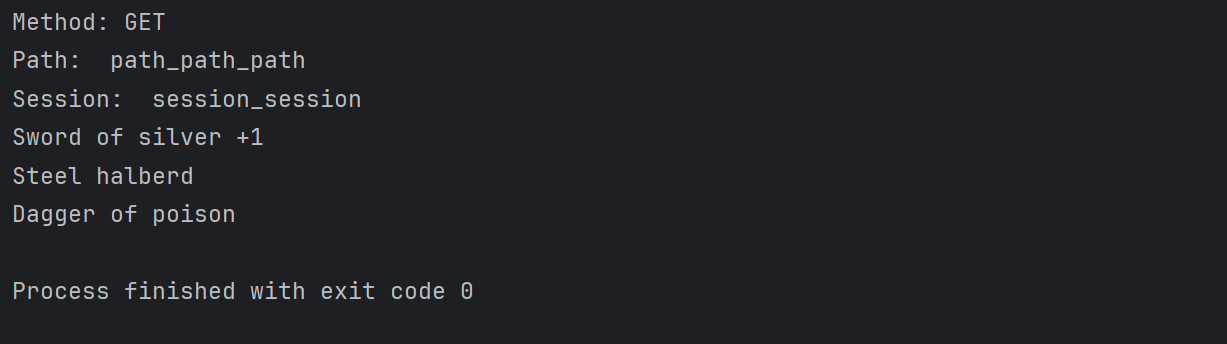 Method: GET
Path:  path_path_path
Session:  session_session
Sword of silver +1
Steel halberd
Dagger of poison
Process finished with exit code 0